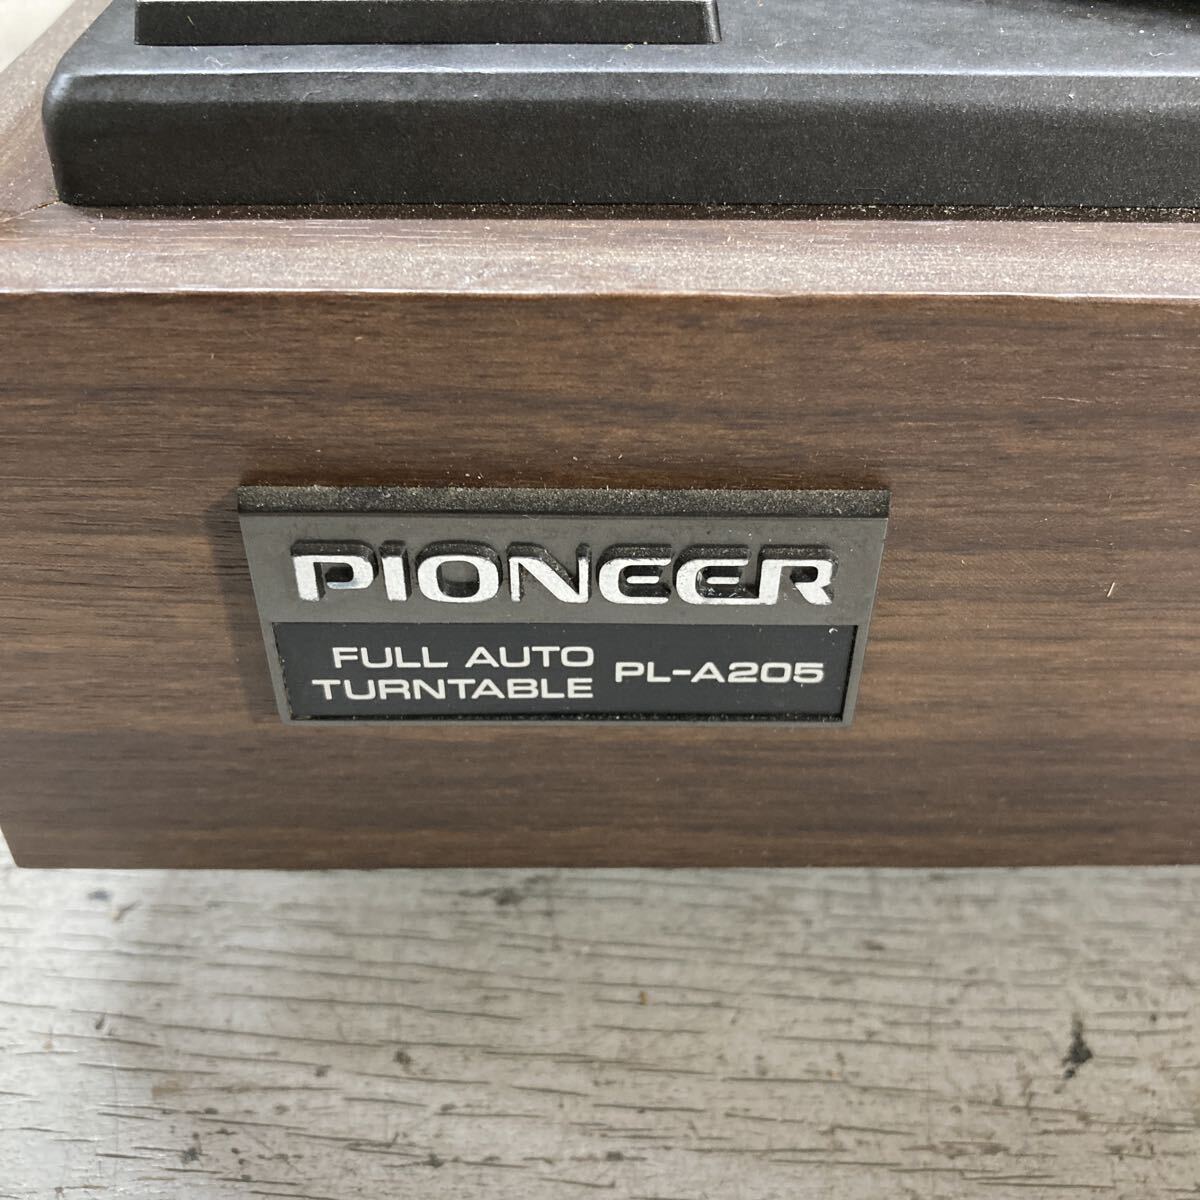 PIONEER
FULL AUTO
TURNTABLE
PL-A205